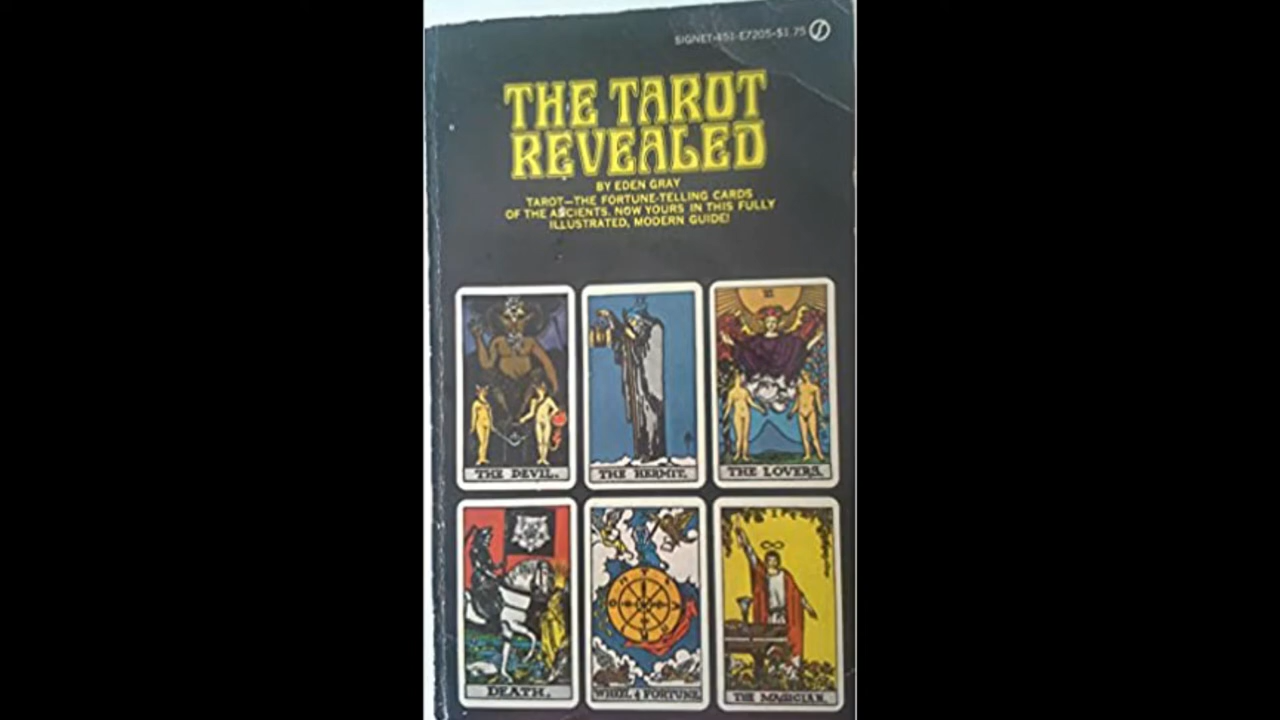 SIGNET·451-E7205·$1.75
THE TAROT
REVEALED
BY EDEN GRAY
TAROT—THE FORTUNE-TELLING CARDS
OF THE ANCIENTS. NOW YOURS IN THIS FULLY
ILLUSTRATED, MODERN GUIDE!
THE DEVIL. THE HERMIT. THE LOVERS.
DEATH. WHEEL of FORTUNE. THE MAGICIAN.